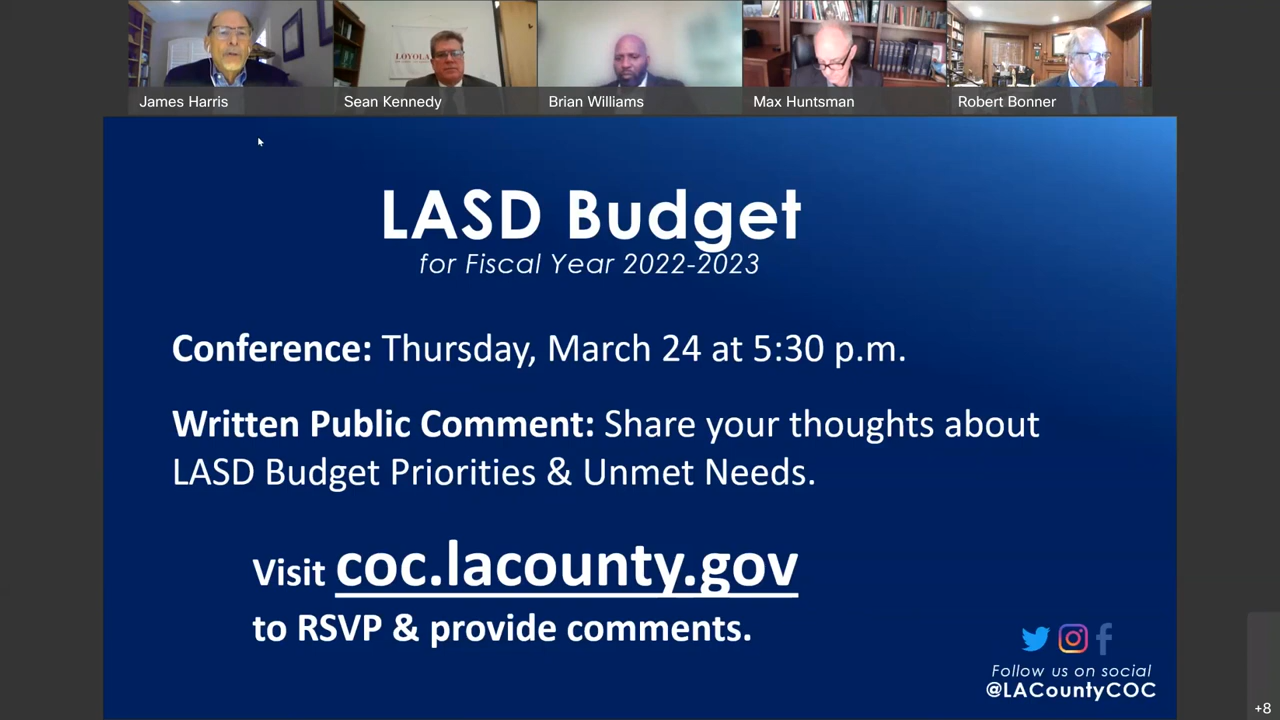 LOYOLA
James Harris
Sean Kennedy
Brian Williams
Max Huntsman
Robert Bonner
LASD Budget
for Fiscal Year 2022-2023
Conference: Thursday, March 24 at 5:30 p.m.
Written Public Comment: Share your thoughts about
LASD Budget Priorities & Unmet Needs.
Visit coc.lacounty.gov
to RSVP & provide comments.
Follow us on social
@LACountyCOC
+8